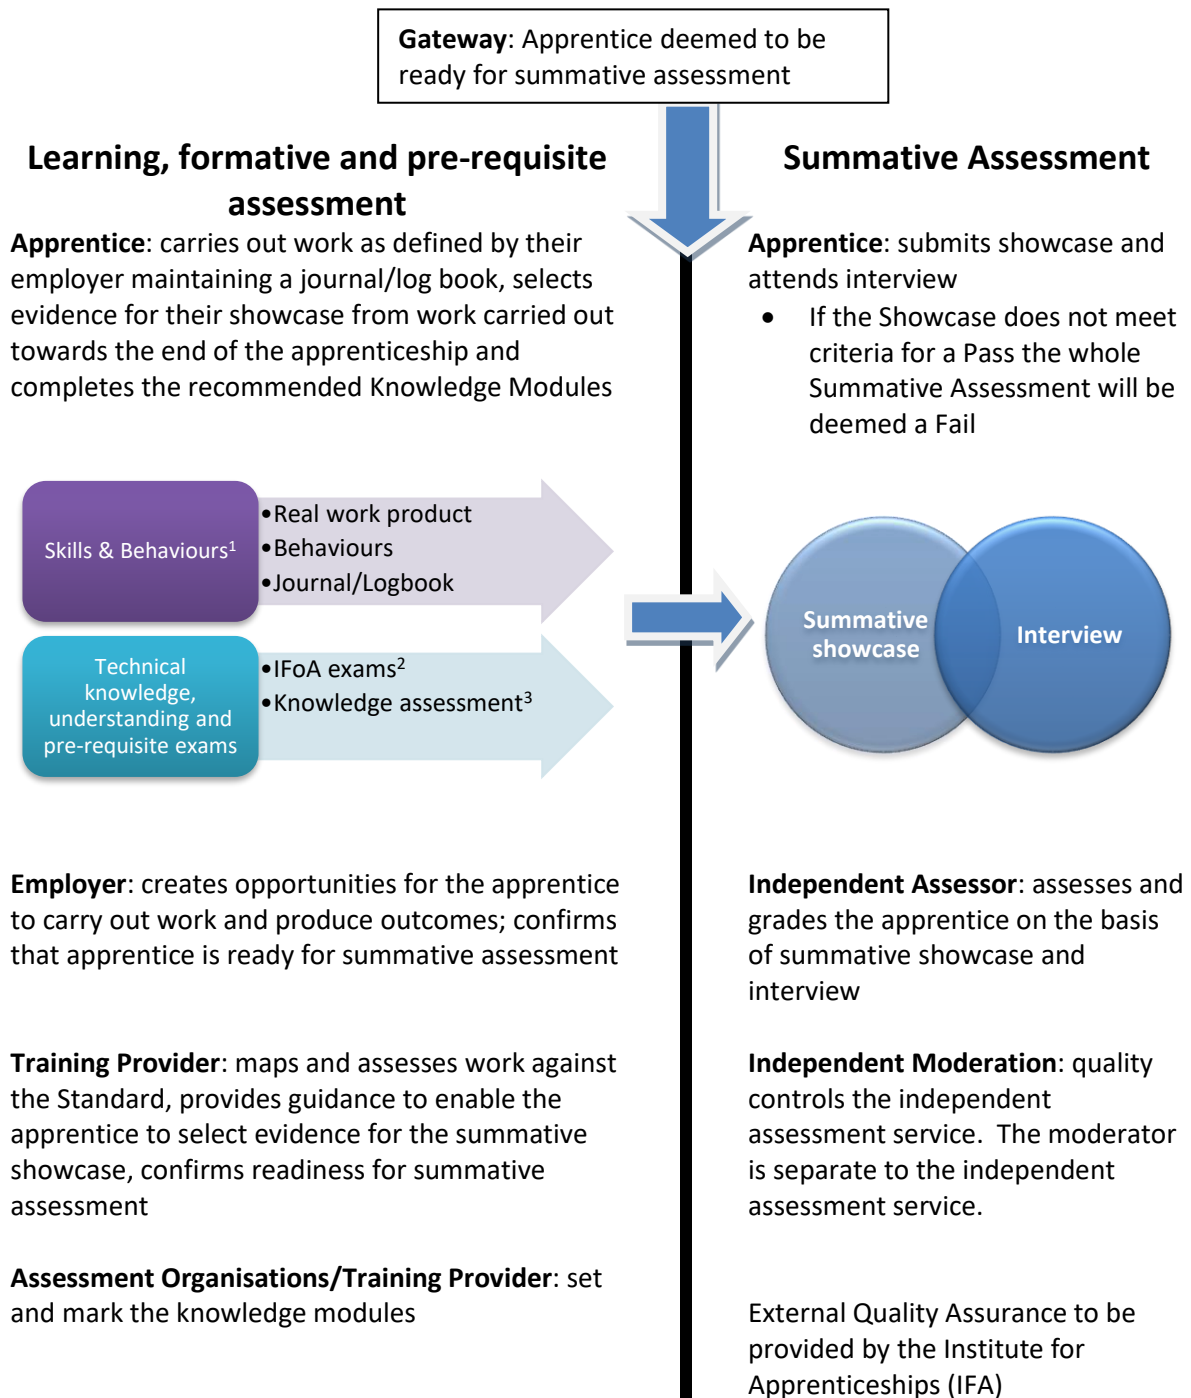 Gateway: Apprentice deemed to be
ready for summative assessment
Learning, formative and pre-requisite
assessment
Apprentice: carries out work as defined by their
employer maintaining a journal/log book, selects
evidence for their showcase from work carried out
towards the end of the apprenticeship and
completes the recommended Knowledge Modules
Skills & Behaviours¹
•Real work product
•Behaviours
•Journal/Logbook
Technical
knowledge,
understanding and
pre-requisite exams
•IFoA exams²
•Knowledge assessment³
Employer: creates opportunities for the apprentice
to carry out work and produce outcomes; confirms
that apprentice is ready for summative assessment
Training Provider: maps and assesses work against
the Standard, provides guidance to enable the
apprentice to select evidence for the summative
showcase, confirms readiness for summative
assessment
Assessment Organisations/Training Provider: set
and mark the knowledge modules
Summative Assessment
Apprentice: submits showcase and
attends interview
• If the Showcase does not meet
criteria for a Pass the whole
Summative Assessment will be
deemed a Fail
Summative
showcase
Interview
Independent Assessor: assesses and
grades the apprentice on the basis
of summative showcase and
interview
Independent Moderation: quality
controls the independent
assessment service. The moderator
is separate to the independent
assessment service.
External Quality Assurance to be
provided by the Institute for
Apprenticeships (IFA)